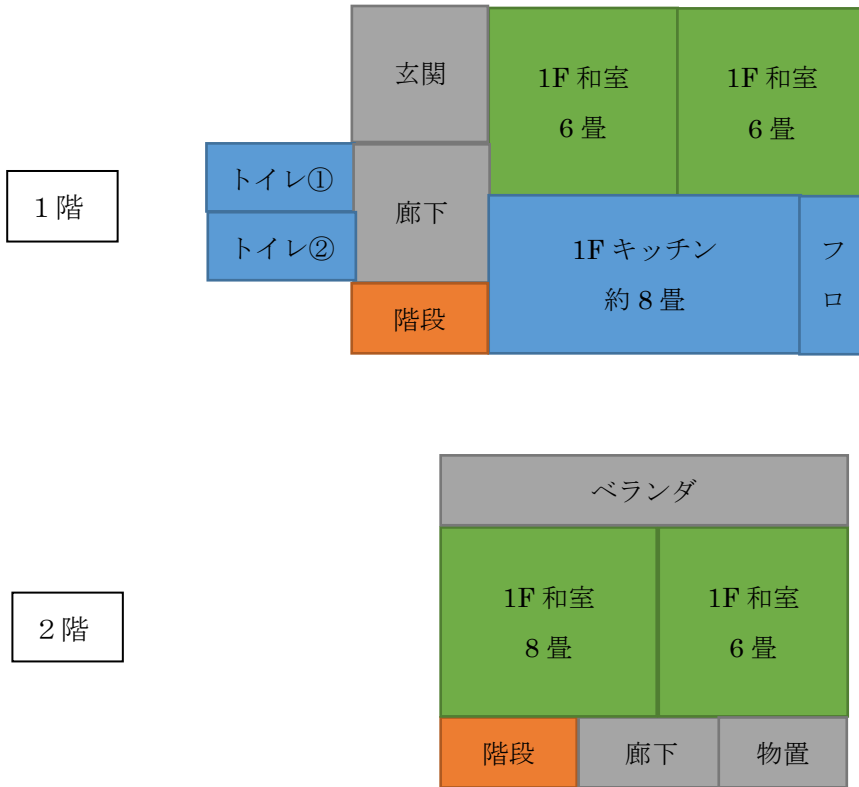 玄関
1F 和室
6 畳
1F 和室
6 畳
1階
トイレ①
トイレ②
廊下
1F キッチン
約 8 畳
フ
ロ
階段
ベランダ
2階
1F 和室
8 畳
1F 和室
6 畳
階段
廊下
物置